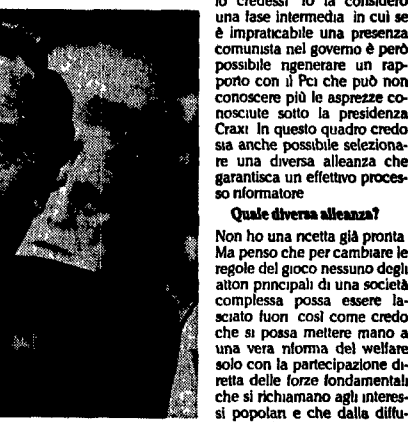 io credessi Io la considero
una fase intermedia in cui se
è impraticabile una presenza
comunista nel governo è però
possibile rigenerare un rap-
porto con il Pci che può non
conoscere più le asprezze co-
nosciute sotto la presidenza
Craxi In questo quadro credo
sia anche possibile seleziona-
re una diversa alleanza che
garantisca un effettivo proces-
so riformatore
Quale diversa alleanza?
Non ho una ricetta già pronta
Ma penso che per cambiare le
regole del gioco nessuno degli
attori principali di una società
complessa possa essere la-
sciato fuori così come credo
che si possa mettere mano a
una vera riforma del welfare
solo con la partecipazione di-
retta delle forze fondamentali
che si richiamano agli interes-
si popolari e che dalla diffu-